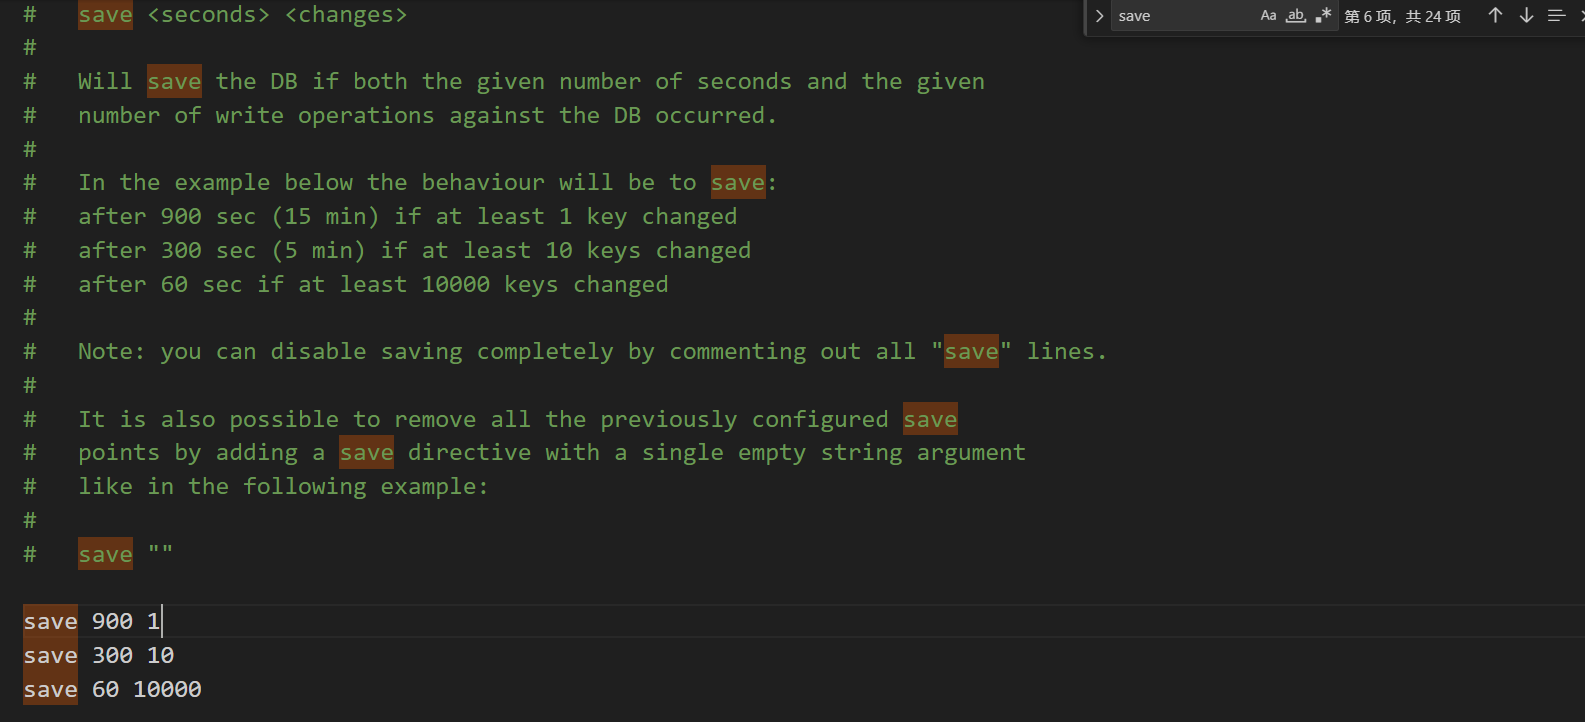 #   save <seconds> <changes>
save Aa ab .* 第 6 项，共 24 项
#
#   Will save the DB if both the given number of seconds and the given
#   number of write operations against the DB occurred.
#
#   In the example below the behaviour will be to save:
#   after 900 sec (15 min) if at least 1 key changed
#   after 300 sec (5 min) if at least 10 keys changed
#   after 60 sec if at least 10000 keys changed
#
#   Note: you can disable saving completely by commenting out all "save" lines.
#
#   It is also possible to remove all the previously configured save
#   points by adding a save directive with a single empty string argument
#   like in the following example:
#
#   save ""
save 900 1
save 300 10
save 60 10000